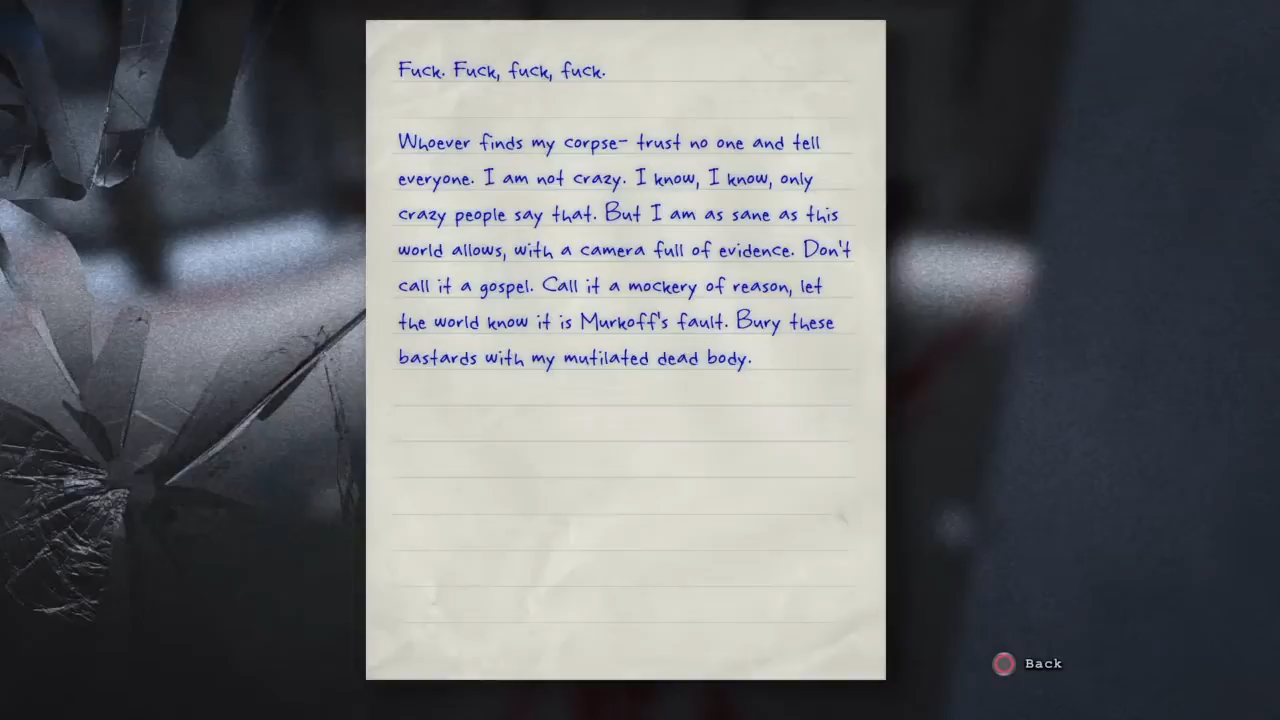 Fuck. Fuck, fuck, fuck.
Whoever finds my corpse- trust no one and tell
everyone. I am not crazy. I know, I know, only
crazy people say that. But I am as sane as this
world allows, with a camera full of evidence. Don't
call it a gospel. Call it a mockery of reason, let
the world know it is Murkoff's fault. Bury these
bastards with my mutilated dead body.
Back